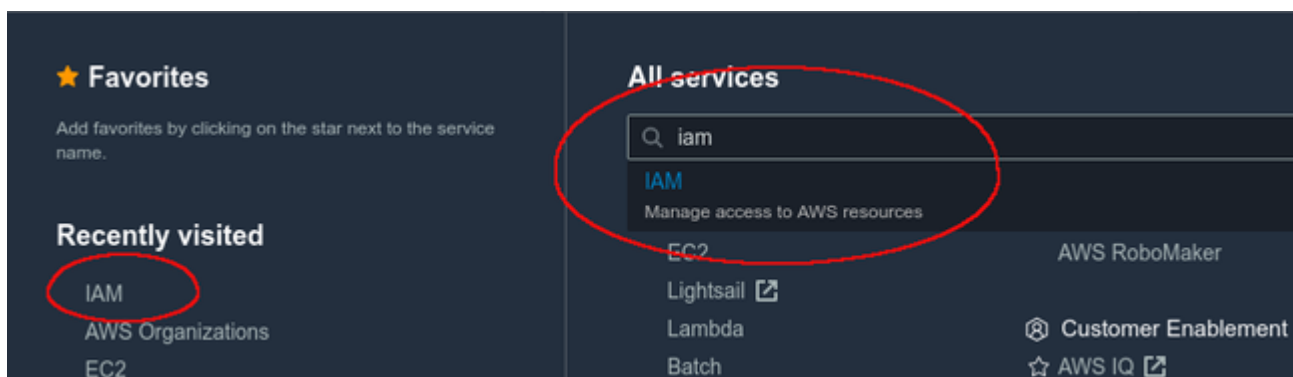 Favorites
Add favorites by clicking on the star next to the service
name.
Recently visited
IAM
AWS Organizations
EC2
All services
iam
IAM
Manage access to AWS resources
EC2
Lightsail
Lambda
Batch
AWS RoboMaker
Customer Enablement
AWS IQ